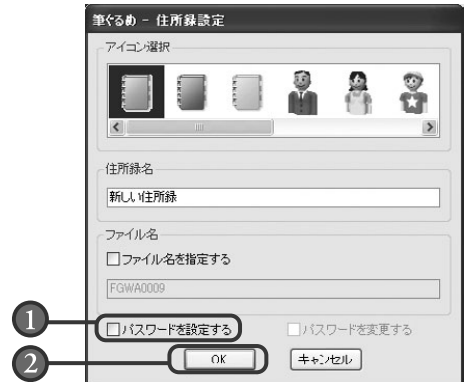 筆ぐるめ － 住所録設定
アイコン選択
住所録名
新しい住所録
ファイル名
ファイル名を指定する
FGWA0009
1
パスワードを設定する
パスワードを変更する
2
OK
キャンセル